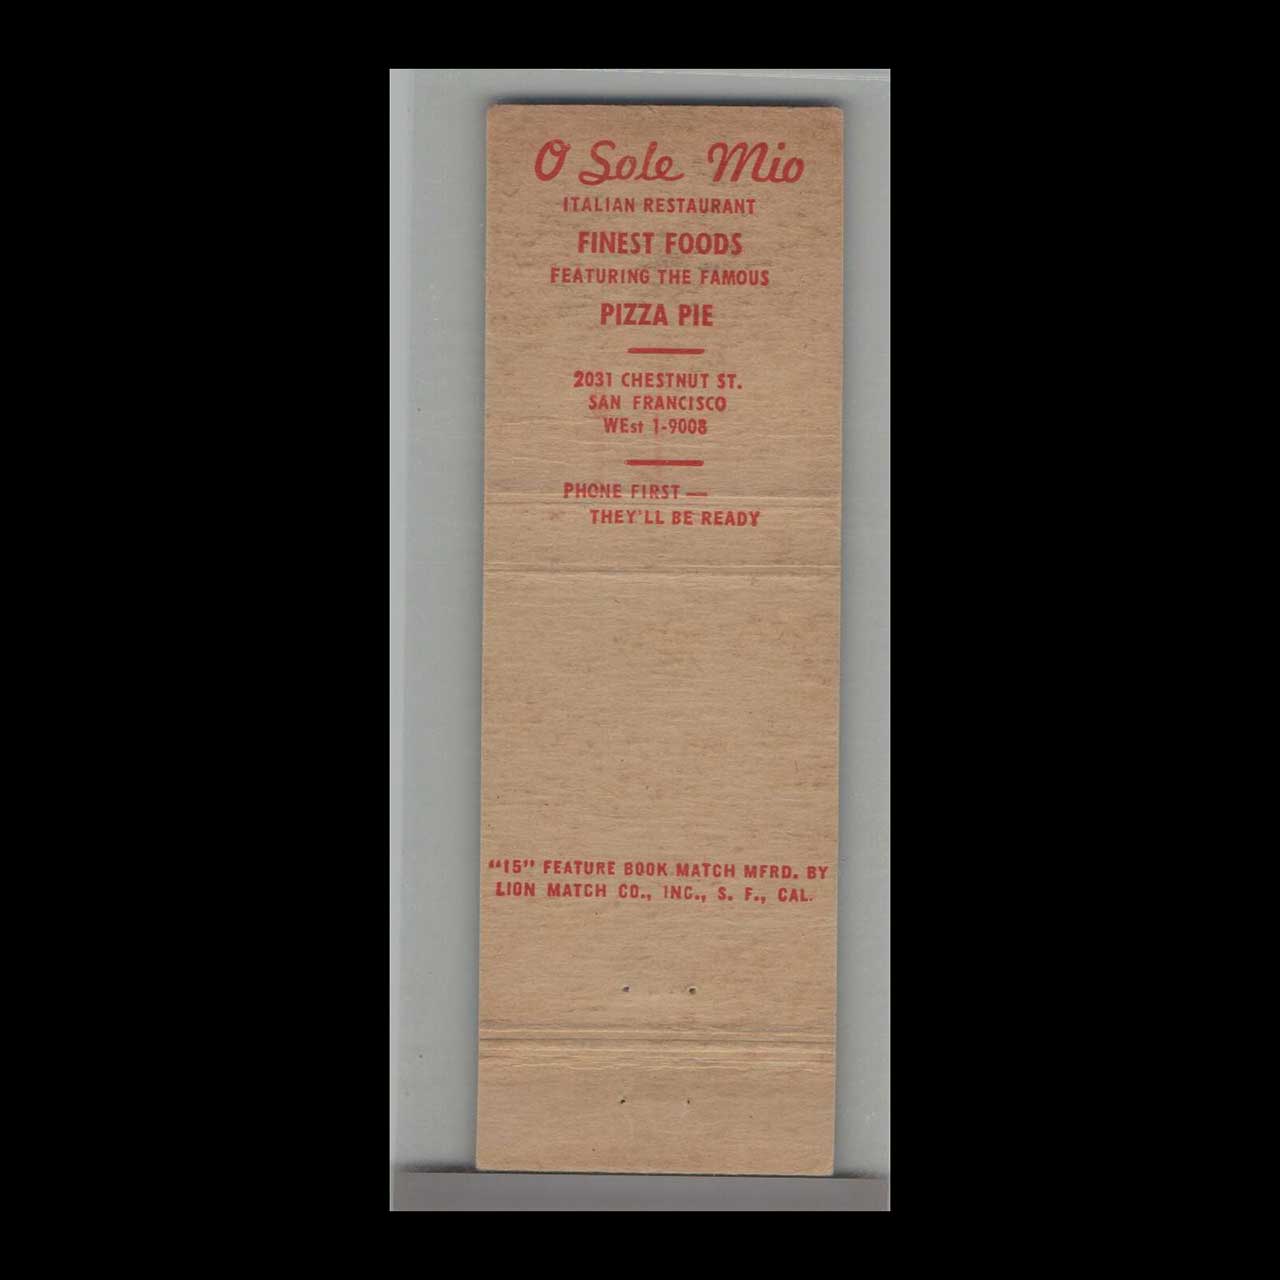 O Sole Mio
ITALIAN RESTAURANT
FINEST FOODS
FEATURING THE FAMOUS
PIZZA PIE
2031 CHESTNUT ST.
SAN FRANCISCO
WEst 1-9008
PHONE FIRST —
THEY'LL BE READY
“15” FEATURE BOOK MATCH MFRD. BY
LION MATCH CO., INC., S. F., CAL.